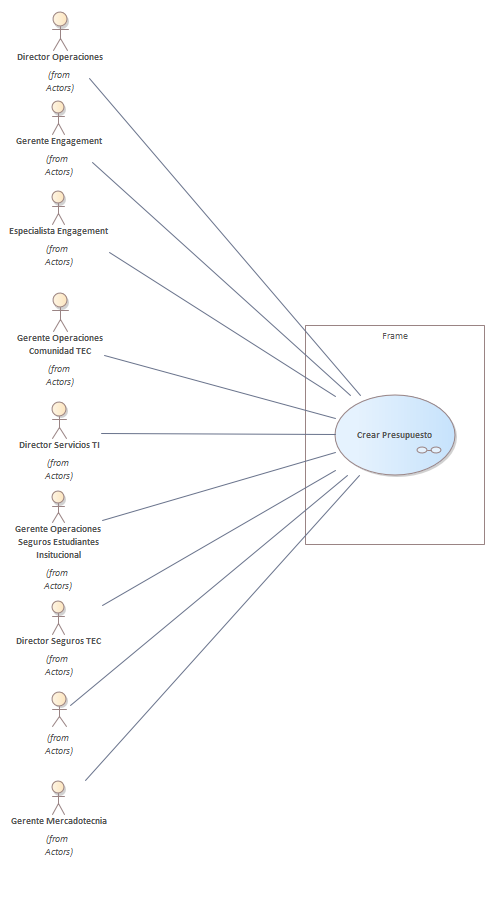 Director Operaciones
(from
Actors)
Gerente Engagement
(from
Actors)
Especialista Engagement
(from
Actors)
Gerente Operaciones
Comunidad TEC
(from
Actors)
Frame
Crear Presupuesto
Director Servicios TI
(from
Actors)
Gerente Operaciones
Seguros Estudiantes
Insitucional
(from
Actors)
Director Seguros TEC
(from
Actors)
(from
Actors)
Gerente Mercadotecnia
(from
Actors)